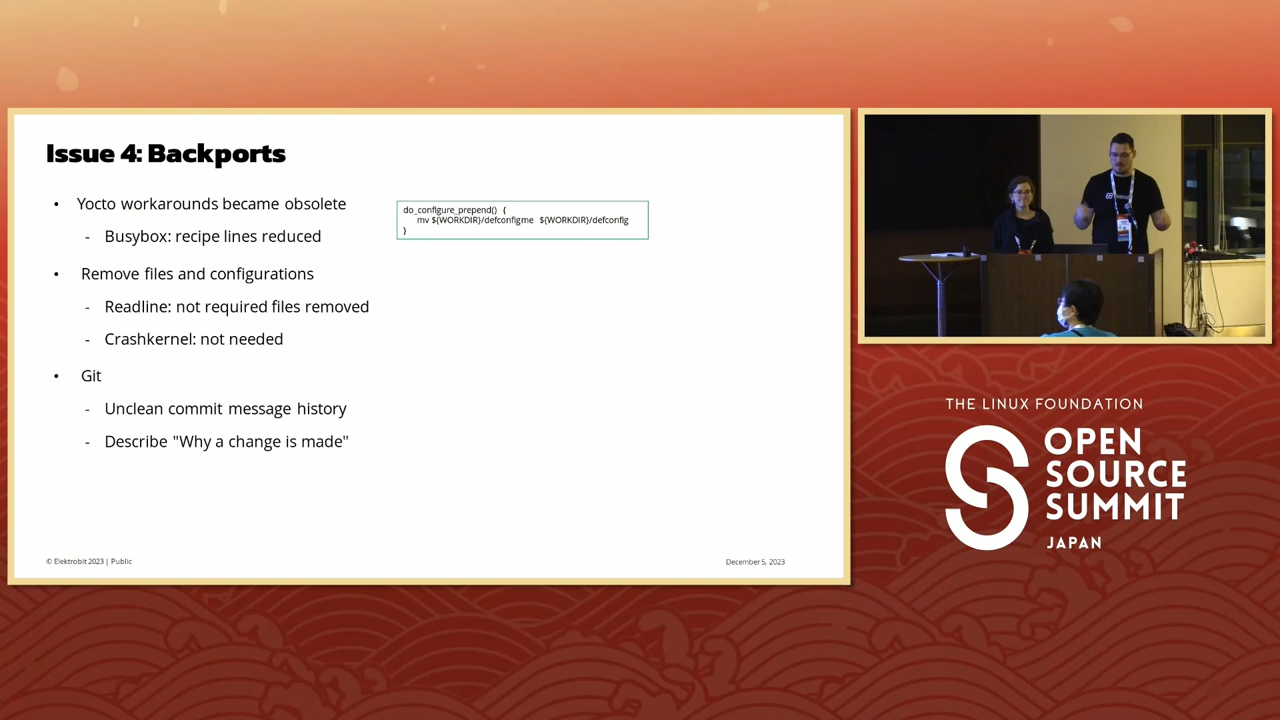 Issue 4: Backports
• Yocto workarounds became obsolete
- Busybox: recipe lines reduced
• Remove files and configurations
- Readline: not required files removed
- Crashkernel: not needed
• Git
- Unclean commit message history
- Describe "Why a change is made"
do_configure_prepend() {
mv ${WORKDIR}/defconfigme ${WORKDIR}/defconfig
}
© Elektrobit 2023 | Public
December 5, 2023
THE LINUX FOUNDATION
OPEN
SOURCE
SUMMIT
JAPAN